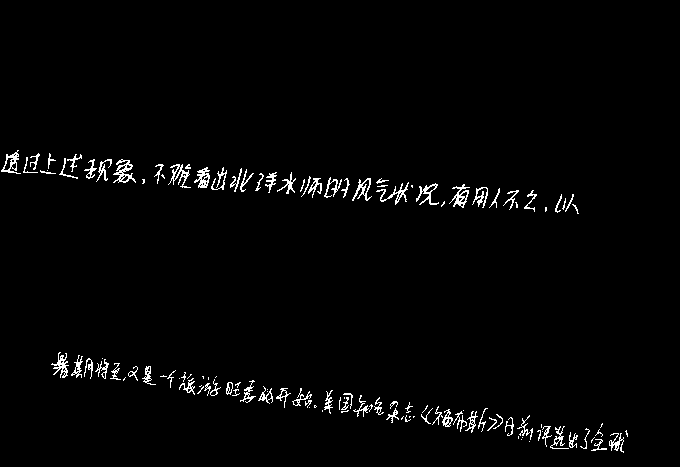 透过上述现象,不难看出北洋水师的风气状况,有用人不公,以
暑期将至,又是一个旅游旺季的开始。美国知名杂志《福布斯》日前评选出了全球